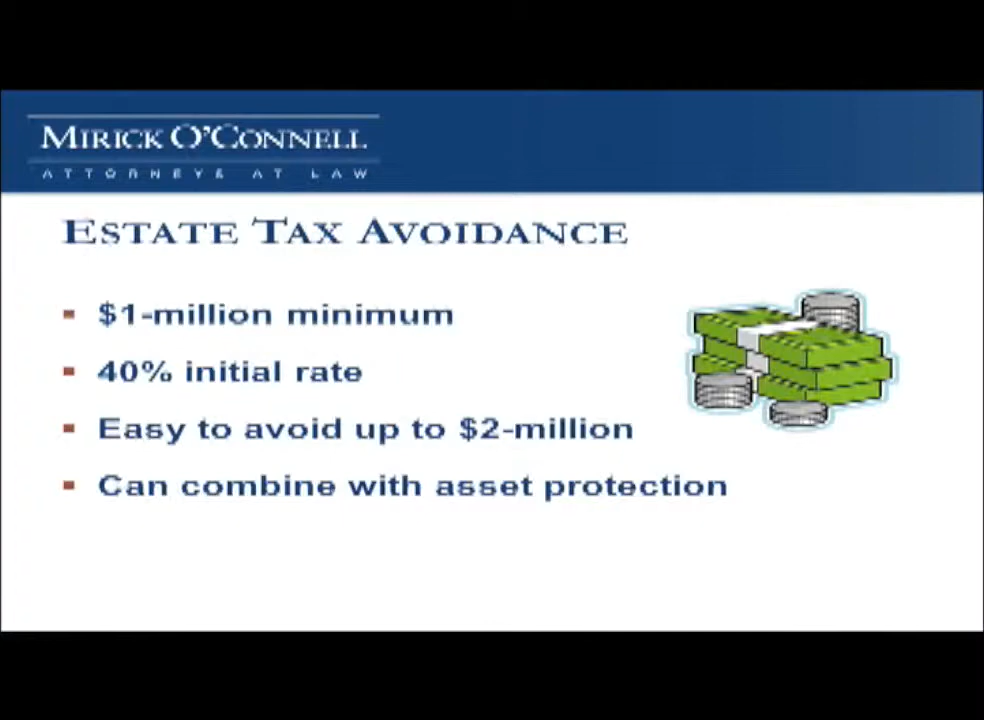 MIRICK O'CONNELL
ATTORNEYS AT LAW
ESTATE TAX AVOIDANCE
$1-million minimum
40% initial rate
Easy to avoid up to $2-million
Can combine with asset protection